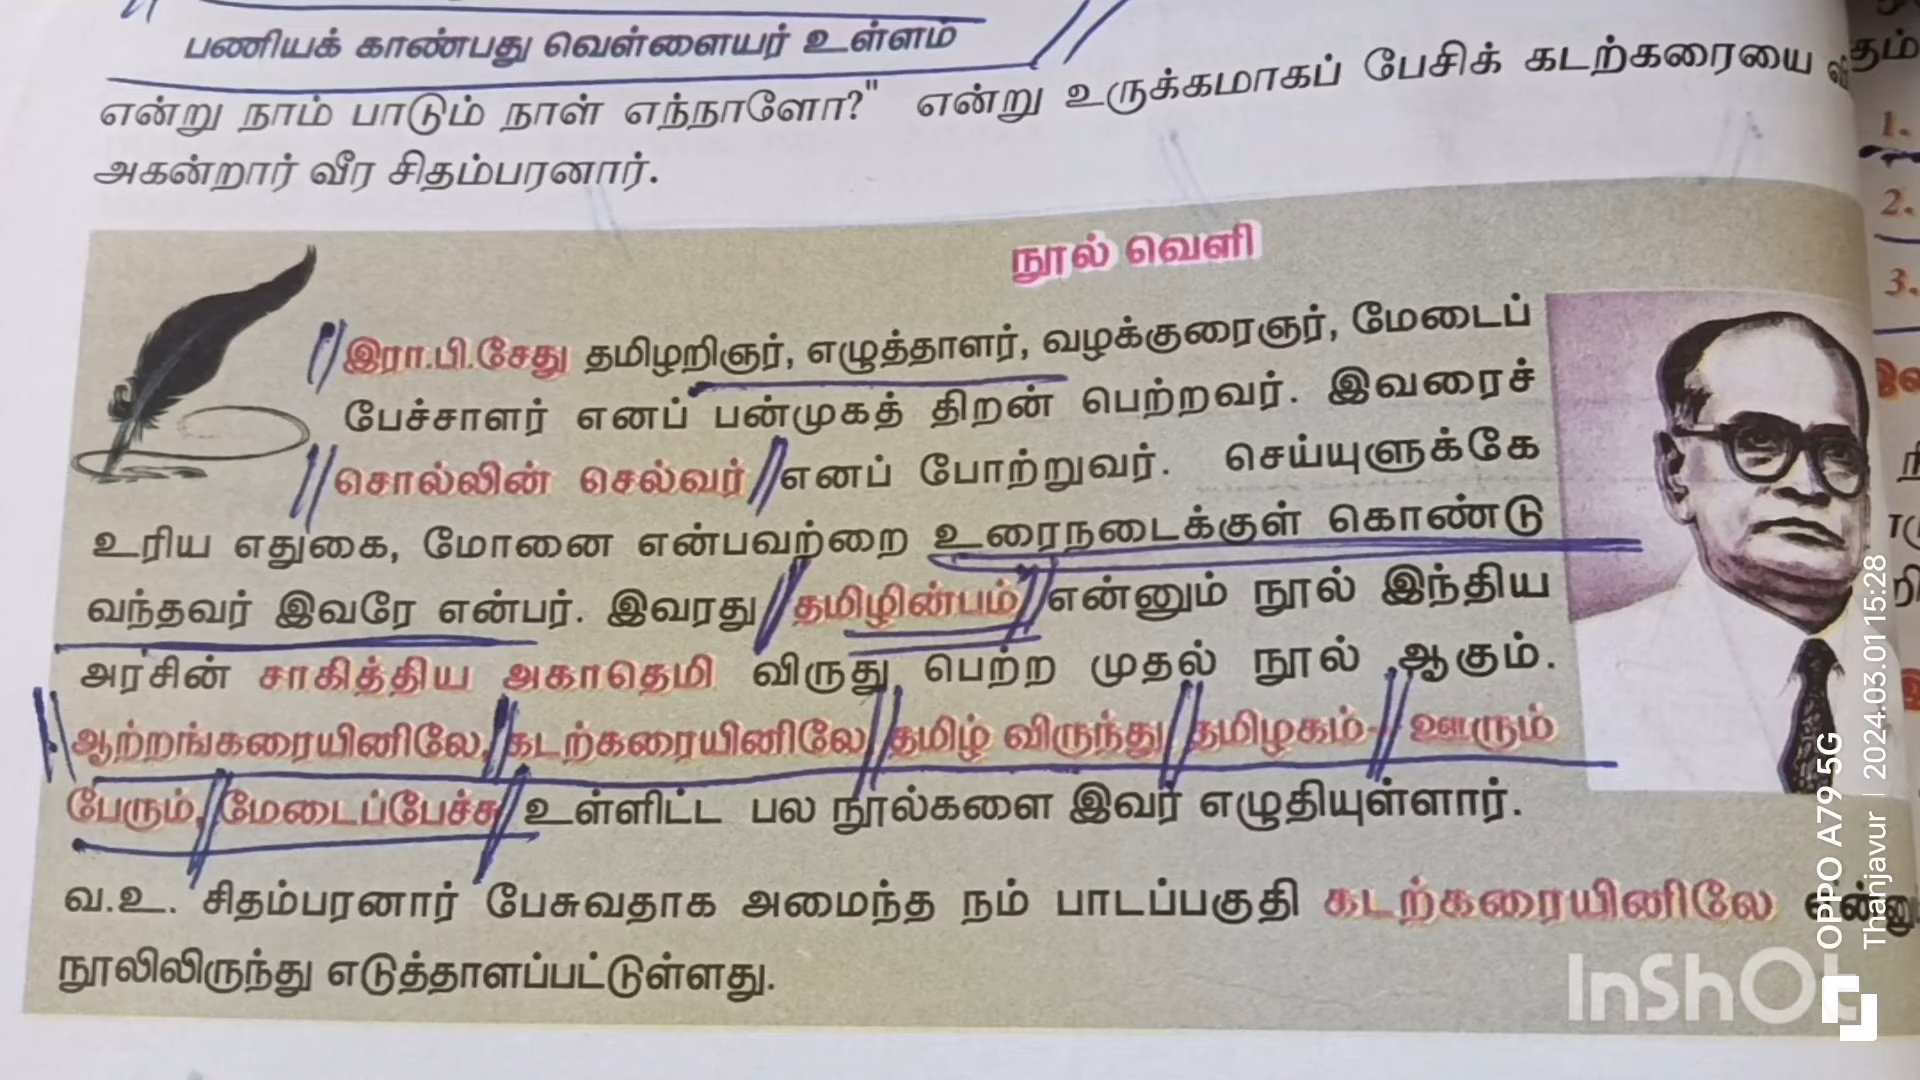 பணியக் காண்பது வெள்ளையர் உள்ளம்
என்று நாம் பாடும் நாள் எந்நாளோ?" என்று உருக்கமாகப் பேசிக் கடற்கரையை
அகன்றார் வீர சிதம்பரனார்.
நூல் வெளி
இரா.பி.சேது தமிழறிஞர், எழுத்தாளர், வழக்குரைஞர், மேடைப்
பேச்சாளர் எனப் பன்முகத் திறன் பெற்றவர். இவரைச்
சொல்லின் செல்வர் எனப் போற்றுவர். செய்யுளுக்கே
உரிய எதுகை, மோனை என்பவற்றை உரைநடைக்குள் கொண்டு
வந்தவர் இவரே என்பர். இவரது தமிழின்பம் என்னும் நூல் இந்திய
அரசின் சாகித்திய அகாதெமி விருது பெற்ற முதல் நூல் ஆகும்.
ஆற்றங்கரையினிலே, கடற்கரையினிலே, தமிழ் விருந்து, தமிழகம்- ஊரும்
பேரும், மேடைப்பேச்சு உள்ளிட்ட பல நூல்களை இவர் எழுதியுள்ளார்.
வ.உ. சிதம்பரனார் பேசுவதாக அமைந்த நம் பாடப்பகுதி கடற்கரையினிலே
நூலிலிருந்து எடுத்தாளப்பட்டுள்ளது.
தம்
1.
2.
3.
OPPO A79 5G
Thanjavur | 2024.03.01 15:28
InShOt